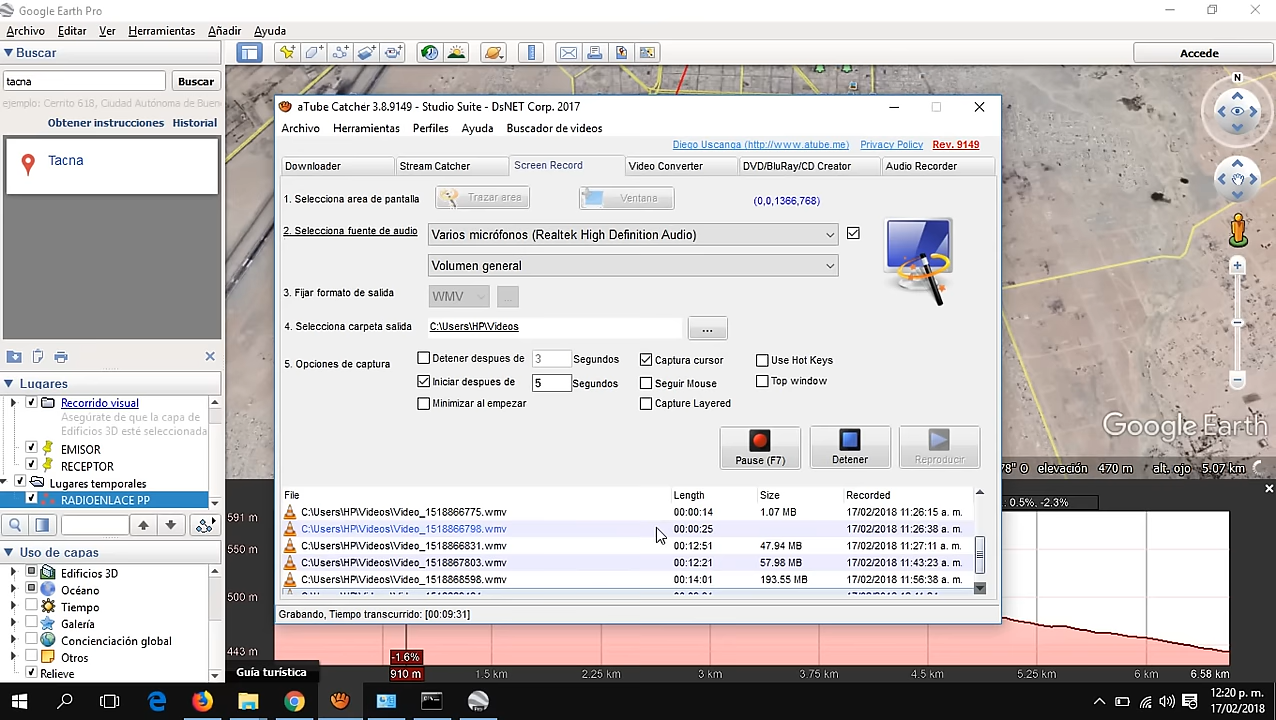 Google Earth Pro
Archivo Editar Ver Herramientas Añadir Ayuda
Buscar
tacna
Buscar
ejemplo: Cerrito 618, Ciudad Autónoma de Buen
Obtener instrucciones Historial
Tacna
Lugares
Recorrido visual
Asegúrate de que la capa de
Edificios 3D esté seleccionada
EMISOR
RECEPTOR
Lugares temporales
RADIOENLACE PP
Uso de capas
Edificios 3D
Océano
Tiempo
Galería
Concienciación global
Otros
Relieve
Accede
N
aTube Catcher 3.8.9149 - Studio Suite - DsNET Corp. 2017
Archivo Herramientas Perfiles Ayuda Buscador de videos
Diego Uscanga (http://www.atube.me) Privacy Policy Rev. 9149
Downloader Stream Catcher Screen Record Video Converter DVD/BluRay/CD Creator Audio Recorder
1. Selecciona area de pantalla Trazar area Ventana (0,0,1366,768)
2. Selecciona fuente de audio Varios micrófonos (Realtek High Definition Audio)
Volumen general
3. Fijar formato de salida WMV ...
4. Selecciona carpeta salida C:\Users\HP\Videos ...
5. Opciones de captura
Detener despues de 3 Segundos Captura cursor Use Hot Keys
Iniciar despues de 5 Segundos Seguir Mouse Top window
Minimizar al empezar Capture Layered
Pause (F7) Detener Reproducir
File Length Size Recorded
C:\Users\HP\Videos\Video_1518866775.wmv 00:00:14 1.07 MB 17/02/2018 11:26:15 a. m.
C:\Users\HP\Videos\Video_1518866798.wmv 00:00:25 17/02/2018 11:26:38 a. m.
C:\Users\HP\Videos\Video_1518866831.wmv 00:12:51 47.94 MB 17/02/2018 11:27:11 a. m.
C:\Users\HP\Videos\Video_1518867803.wmv 00:12:21 57.98 MB 17/02/2018 11:43:23 a. m.
C:\Users\HP\Videos\Video_1518868598.wmv 00:14:01 193.55 MB 17/02/2018 11:56:38 a. m.
Grabando, Tiempo transcurrido: [00:09:31]
Google Earth
O elevación 470 m alt. ojo 5.07 km
: 0.5%, -2.3%
591 m
550 m
500 m
443 m
-1.6%
910 m 1.5 km 2.25 km 3 km 3.75 km 4.5 km 5.25 km 6 km 6.58 km
Guía turística
12:20 p. m.
17/02/2018